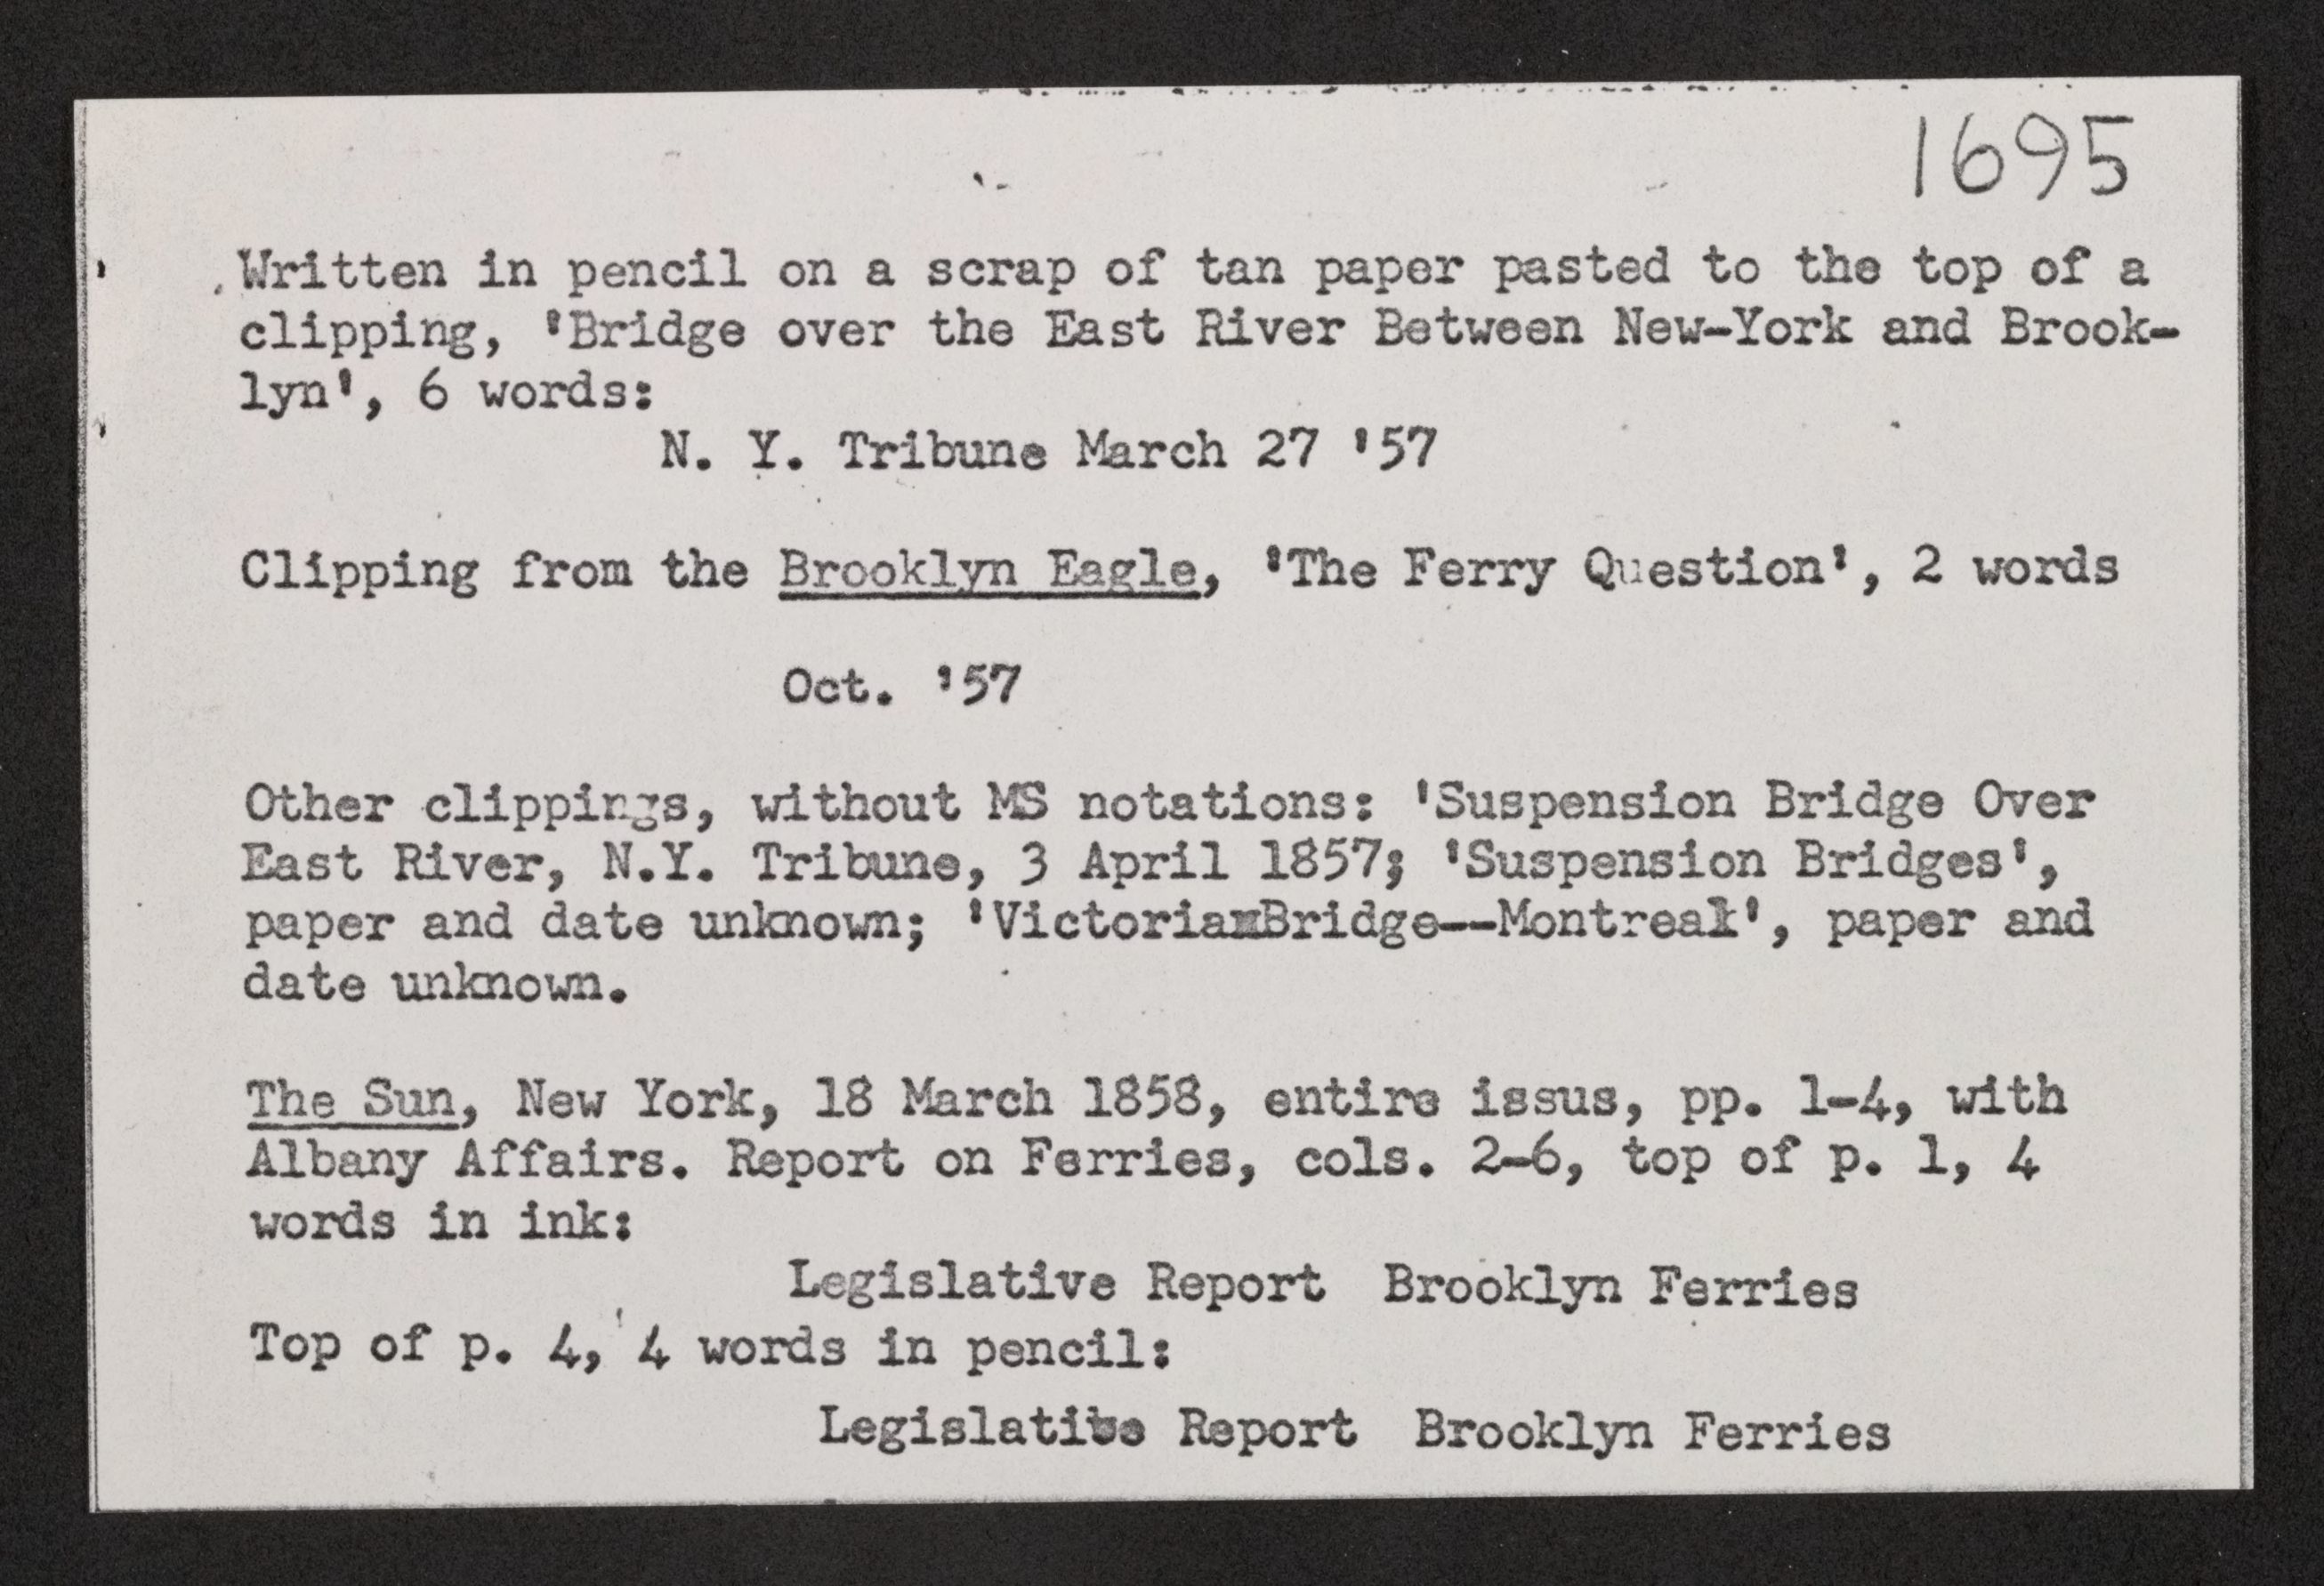 1695
Written in pencil on a scrap of tan paper pasted to the top of a
clipping, 'Bridge over the East River Between New-York and Brook-
lyn', 6 words:
N. Y. Tribune March 27 '57
Clipping from the Brooklyn Eagle, 'The Ferry Question', 2 words
Oct. '57
Other clippings, without MS notations: 'Suspension Bridge Over
East River, N.Y. Tribune, 3 April 1857; 'Suspension Bridges',
paper and date unknown; 'VictoriamBridge--Montreal', paper and
date unknown.
The Sun, New York, 18 March 1858, entire issus, pp. 1-4, with
Albany Affairs. Report on Ferries, cols. 2-6, top of p. 1, 4
words in ink:
Legislative Report Brooklyn Ferries
Top of p. 4, 4 words in pencil:
Legislative Report Brooklyn Ferries